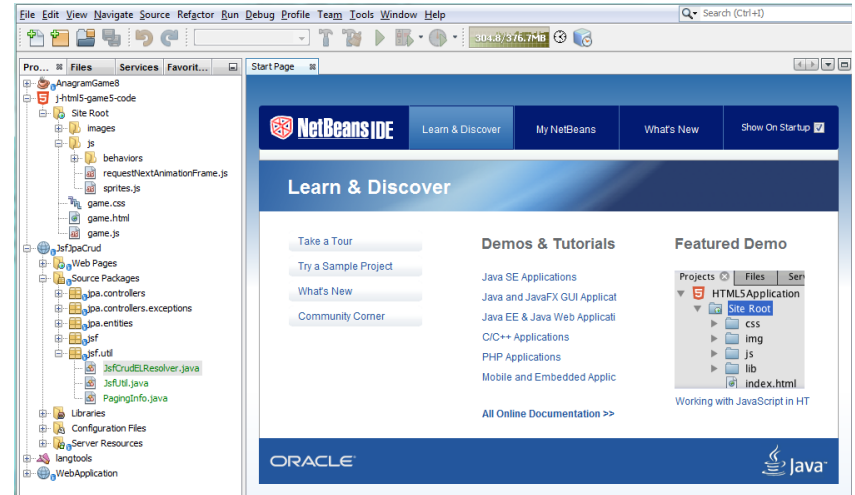 File Edit View Navigate Source Refactor Run Debug Profile Team Tools Window Help
Search (Ctrl+I)
304.8/376.7MB
Pro... Files Services Favorit...
Start Page
AnagramGame8
j-html5-game5-code
Site Root
images
js
behaviors
requestNextAnimationFrame.js
sprites.js
game.css
game.html
game.js
JsfJpaCrud
Web Pages
Source Packages
jpa.controllers
jpa.controllers.exceptions
jpa.entities
jsf
jsf.util
JsfCrudELResolver.java
JsfUtil.java
PagingInfo.java
Libraries
Configuration Files
Server Resources
langtools
WebApplication
NetBeans IDE
Learn & Discover
My NetBeans
What's New
Show On Startup
Learn & Discover
Take a Tour
Try a Sample Project
What's New
Community Corner
Demos & Tutorials
Java SE Applications
Java and JavaFX GUI Applicat
Java EE & Java Web Applicati
C/C++ Applications
PHP Applications
Mobile and Embedded Applic
All Online Documentation >>
Featured Demo
Projects Files Serv
HTML5Application
Site Root
css
img
js
lib
index.html
Working with JavaScript in HT
ORACLE
Java